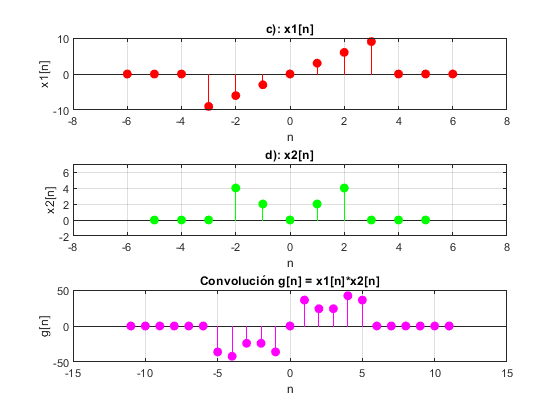 c): x1[n]
x1[n]
10
0
-10
-8 -6 -4 -2 0 2 4 6 8
n
d): x2[n]
x2[n]
6
4
2
0
-2
-8 -6 -4 -2 0 2 4 6 8
n
Convolución g[n] = x1[n]*x2[n]
g[n]
50
0
-50
-15 -10 -5 0 5 10 15
n